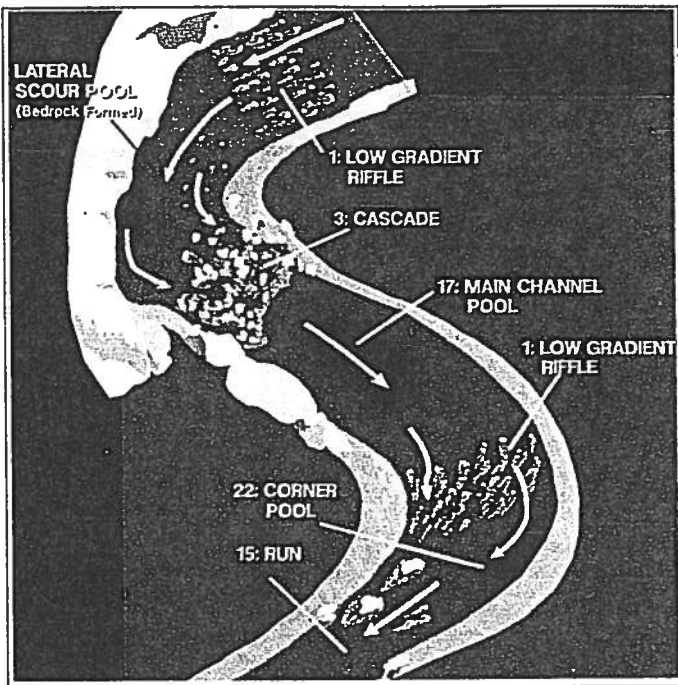 LATERAL
SCOUR POOL
(Bedrock Formed)
1: LOW GRADIENT
RIFFLE
3: CASCADE
17: MAIN CHANNEL
POOL
1: LOW GRADIENT
RIFFLE
22: CORNER
POOL
15: RUN